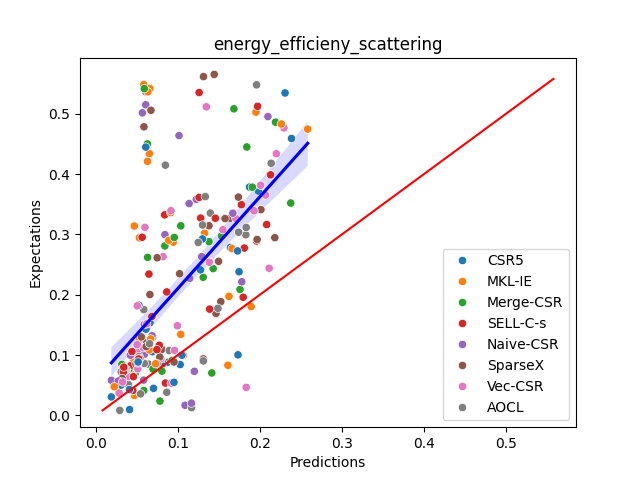 energy_efficieny_scattering
Expectations
0.5
0.4
0.3
0.2
0.1
0.0
CSR5
MKL-IE
Merge-CSR
SELL-C-s
Naive-CSR
SparseX
Vec-CSR
AOCL
0.0 0.1 0.2 0.3 0.4 0.5
Predictions